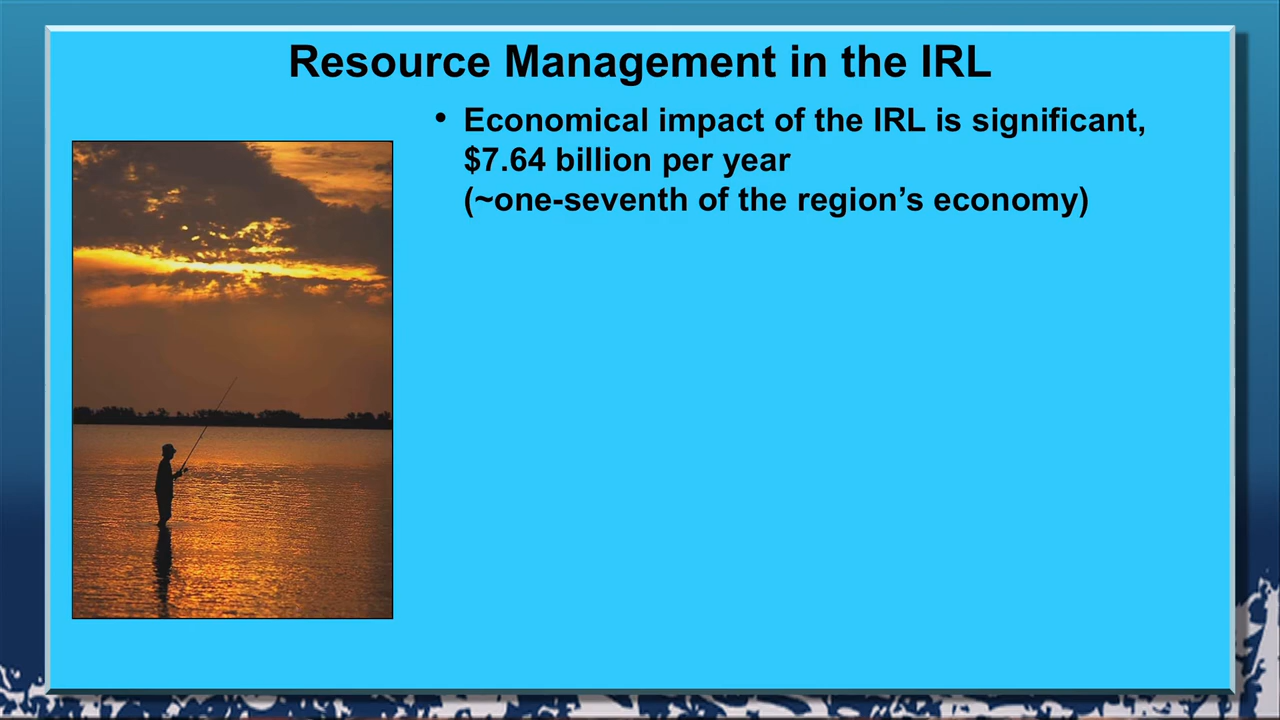 Resource Management in the IRL
• Economical impact of the IRL is significant,
$7.64 billion per year
(~one-seventh of the region’s economy)